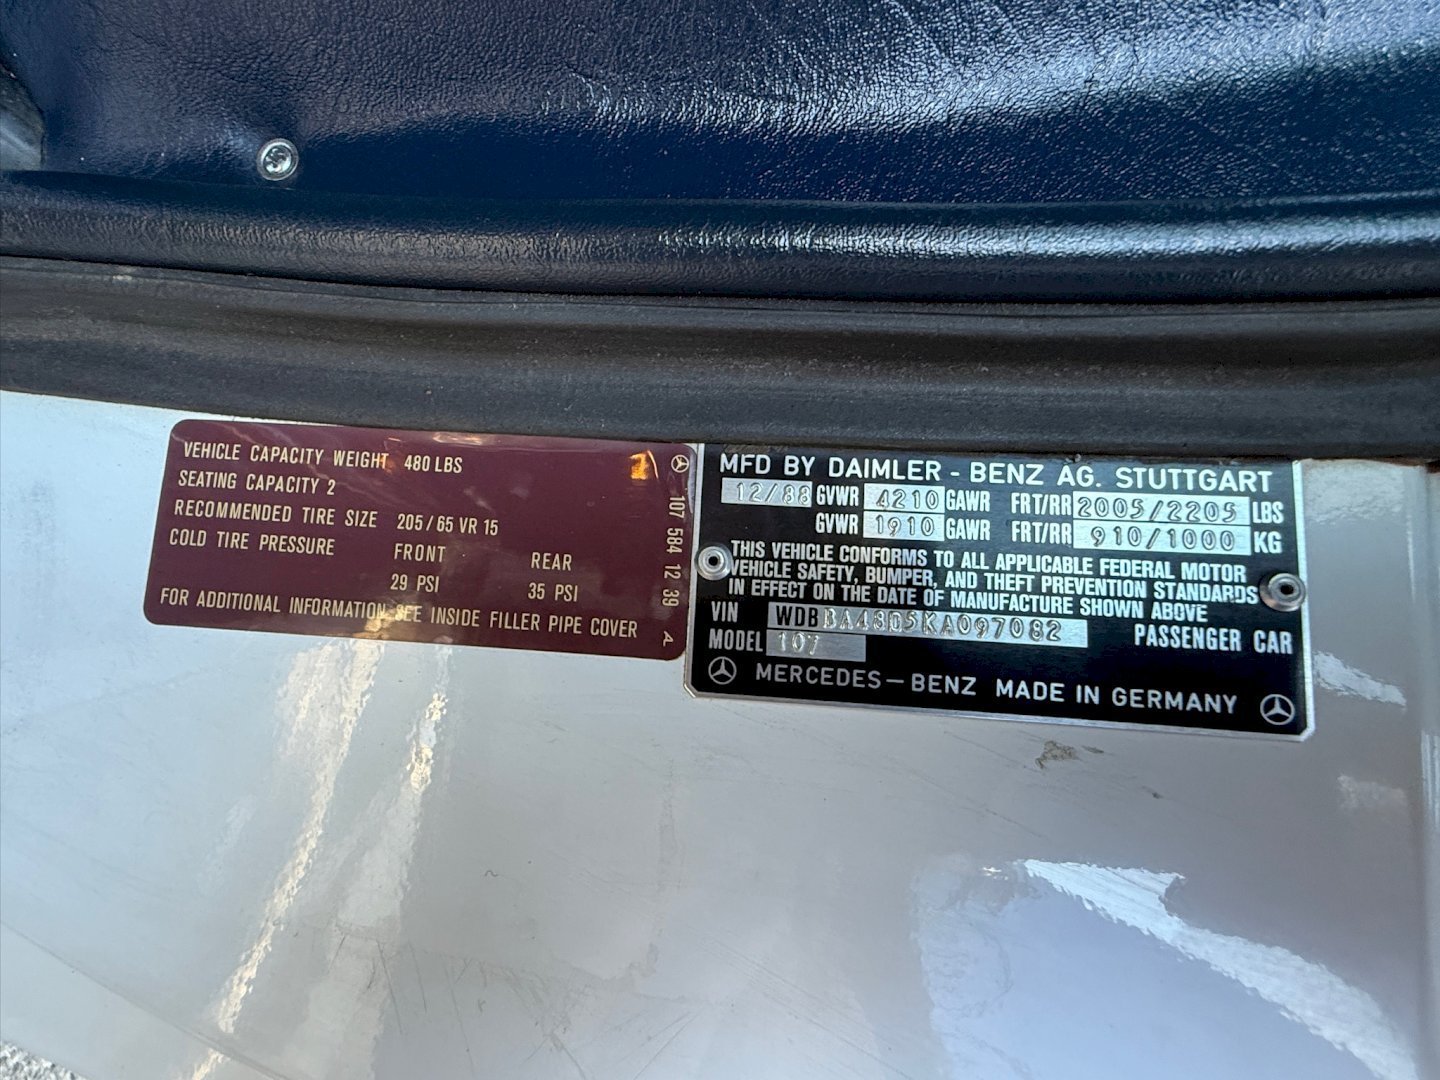 VEHICLE CAPACITY WEIGHT 480 LBS
SEATING CAPACITY 2
RECOMMENDED TIRE SIZE 205/65 VR 15
COLD TIRE PRESSURE FRONT REAR
29 PSI 35 PSI
FOR ADDITIONAL INFORMATION SEE INSIDE FILLER PIPE COVER
107 584 12 39 A
MFD BY DAIMLER - BENZ AG. STUTTGART
12/88 GVWR 4210 GAWR FRT/RR 2005/2205 LBS
GVWR 1910 GAWR FRT/RR 910/1000 KG
THIS VEHICLE CONFORMS TO ALL APPLICABLE FEDERAL MOTOR
VEHICLE SAFETY, BUMPER, AND THEFT PREVENTION STANDARDS
IN EFFECT ON THE DATE OF MANUFACTURE SHOWN ABOVE
VIN WDBBA48D5KA097082 PASSENGER CAR
MODEL 107
MERCEDES-BENZ MADE IN GERMANY